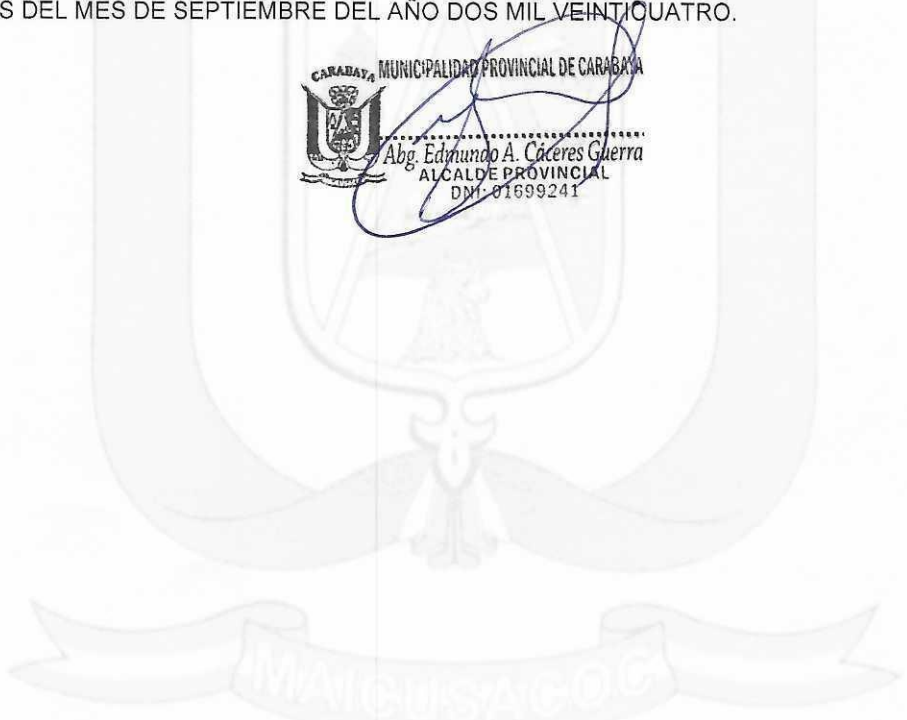 S DEL MES DE SEPTIEMBRE DEL AÑO DOS MIL VEINTICUATRO.
CARABAYA
MUNICIPALIDAD PROVINCIAL DE CARABAYA
Abg. Edmundo A. Cáceres Guerra
ALCALDE PROVINCIAL
DNI: 01699241